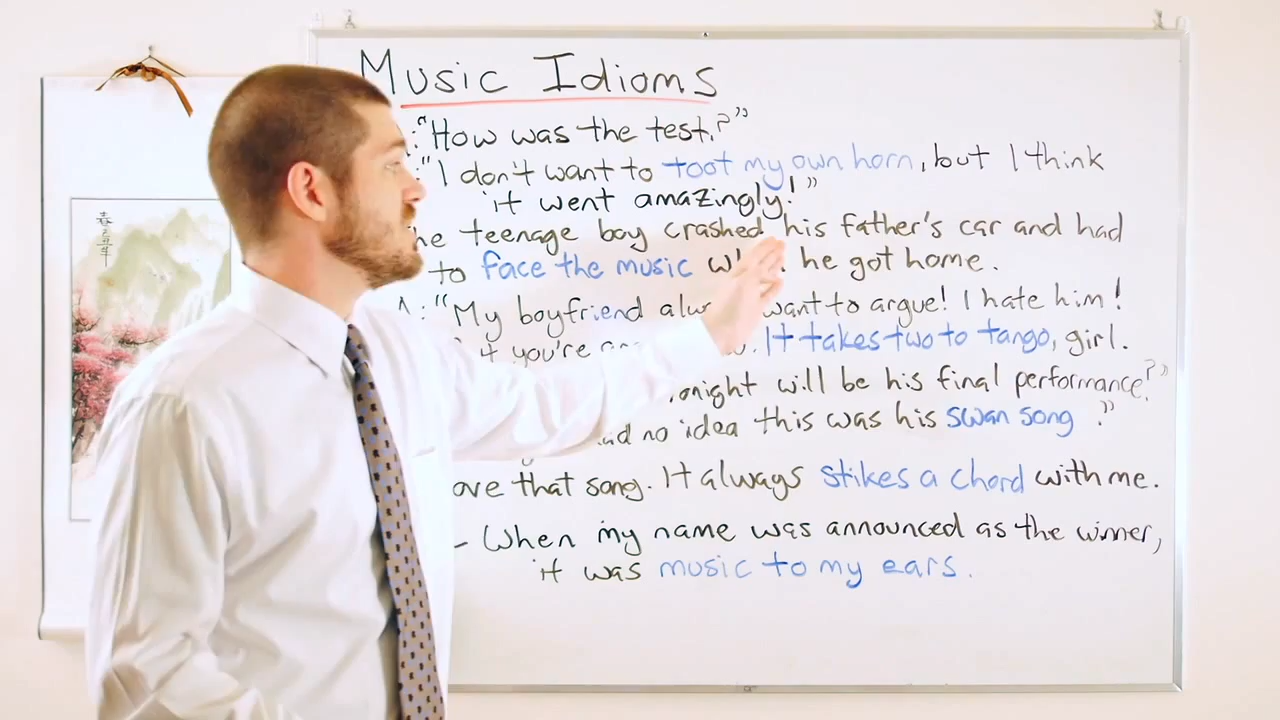 Music Idioms
: "How was the test?"
: "I don't want to toot my own horn, but I think
it went amazingly!"
he teenage boy crashed his father's car and had
to face the music he got home.
A: "My boyfriend want to argue! I hate him!
you're It takes two to tango, girl.
onight will be his final performance?"
no idea this was his swan song ?"
ove that song. It always stikes a chord with me.
- When my name was announced as the winner,
it was music to my ears.